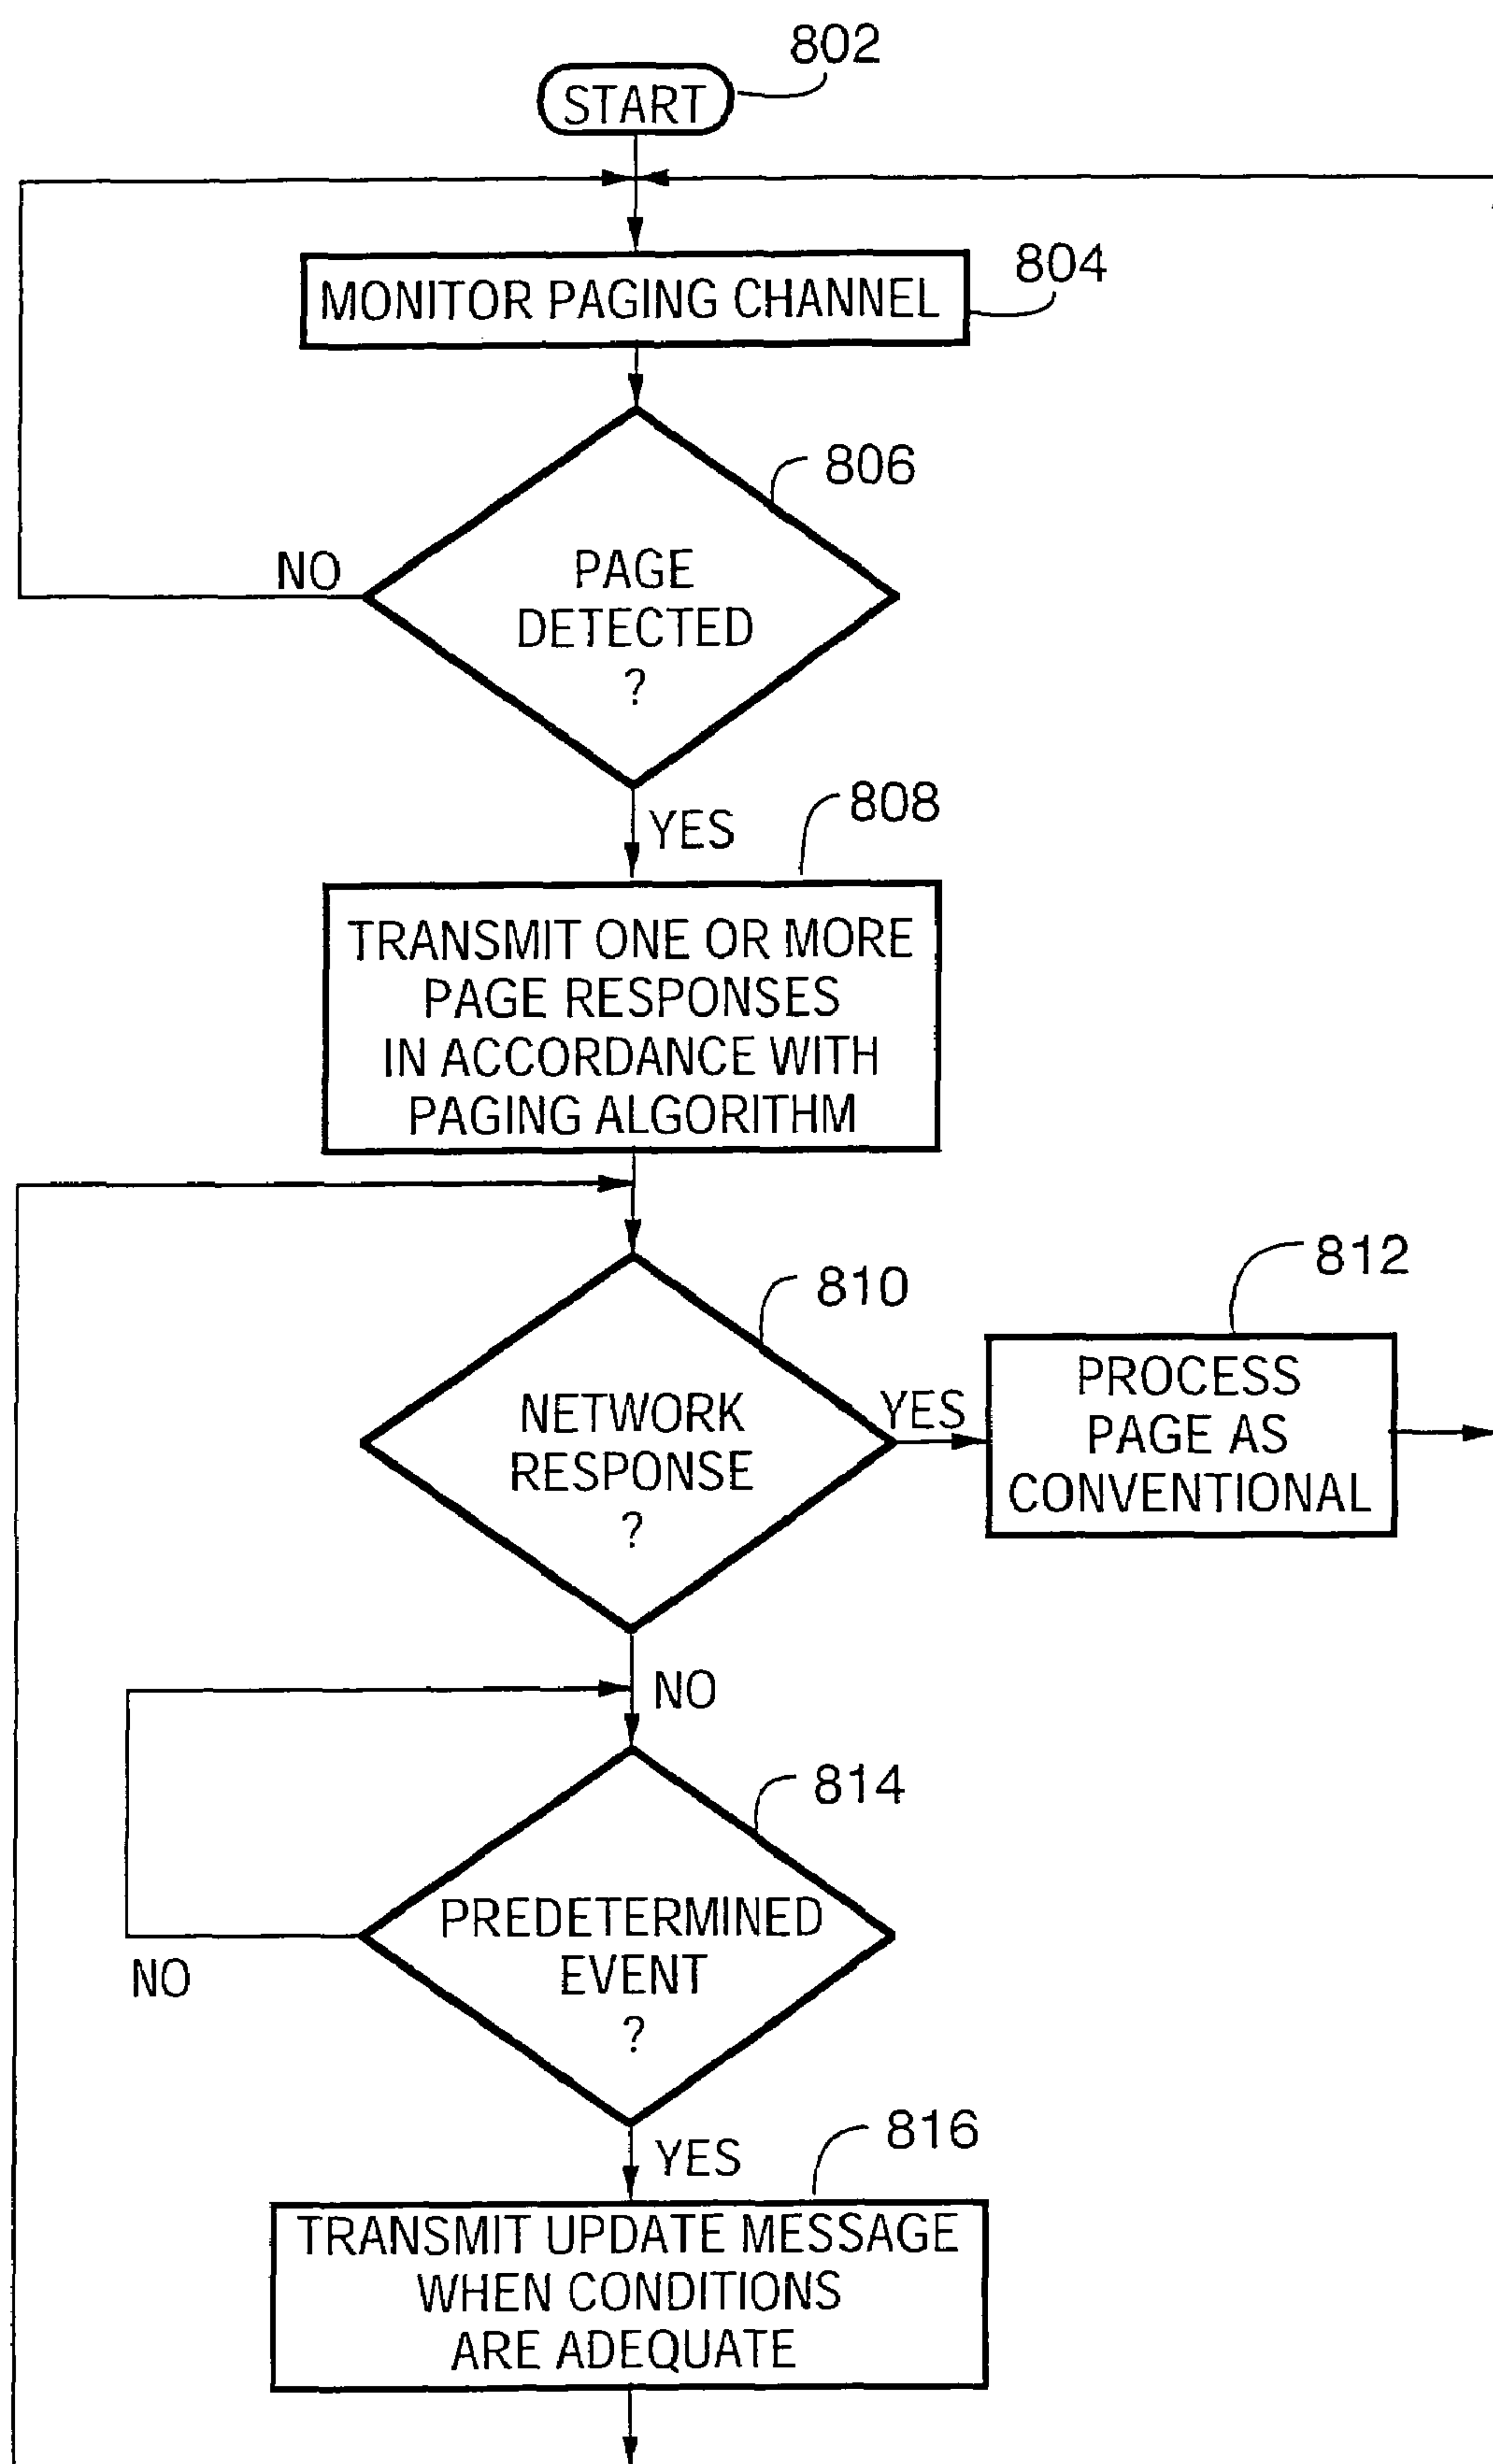 802
START
MONITOR PAGING CHANNEL
804
806
NO
PAGE
DETECTED
?
YES
808
TRANSMIT ONE OR MORE
PAGE RESPONSES
IN ACCORDANCE WITH
PAGING ALGORITHM
810
812
NETWORK
RESPONSE
?
YES
PROCESS
PAGE AS
CONVENTIONAL
NO
814
PREDETERMINED
EVENT
?
NO
YES
816
TRANSMIT UPDATE MESSAGE
WHEN CONDITIONS
ARE ADEQUATE